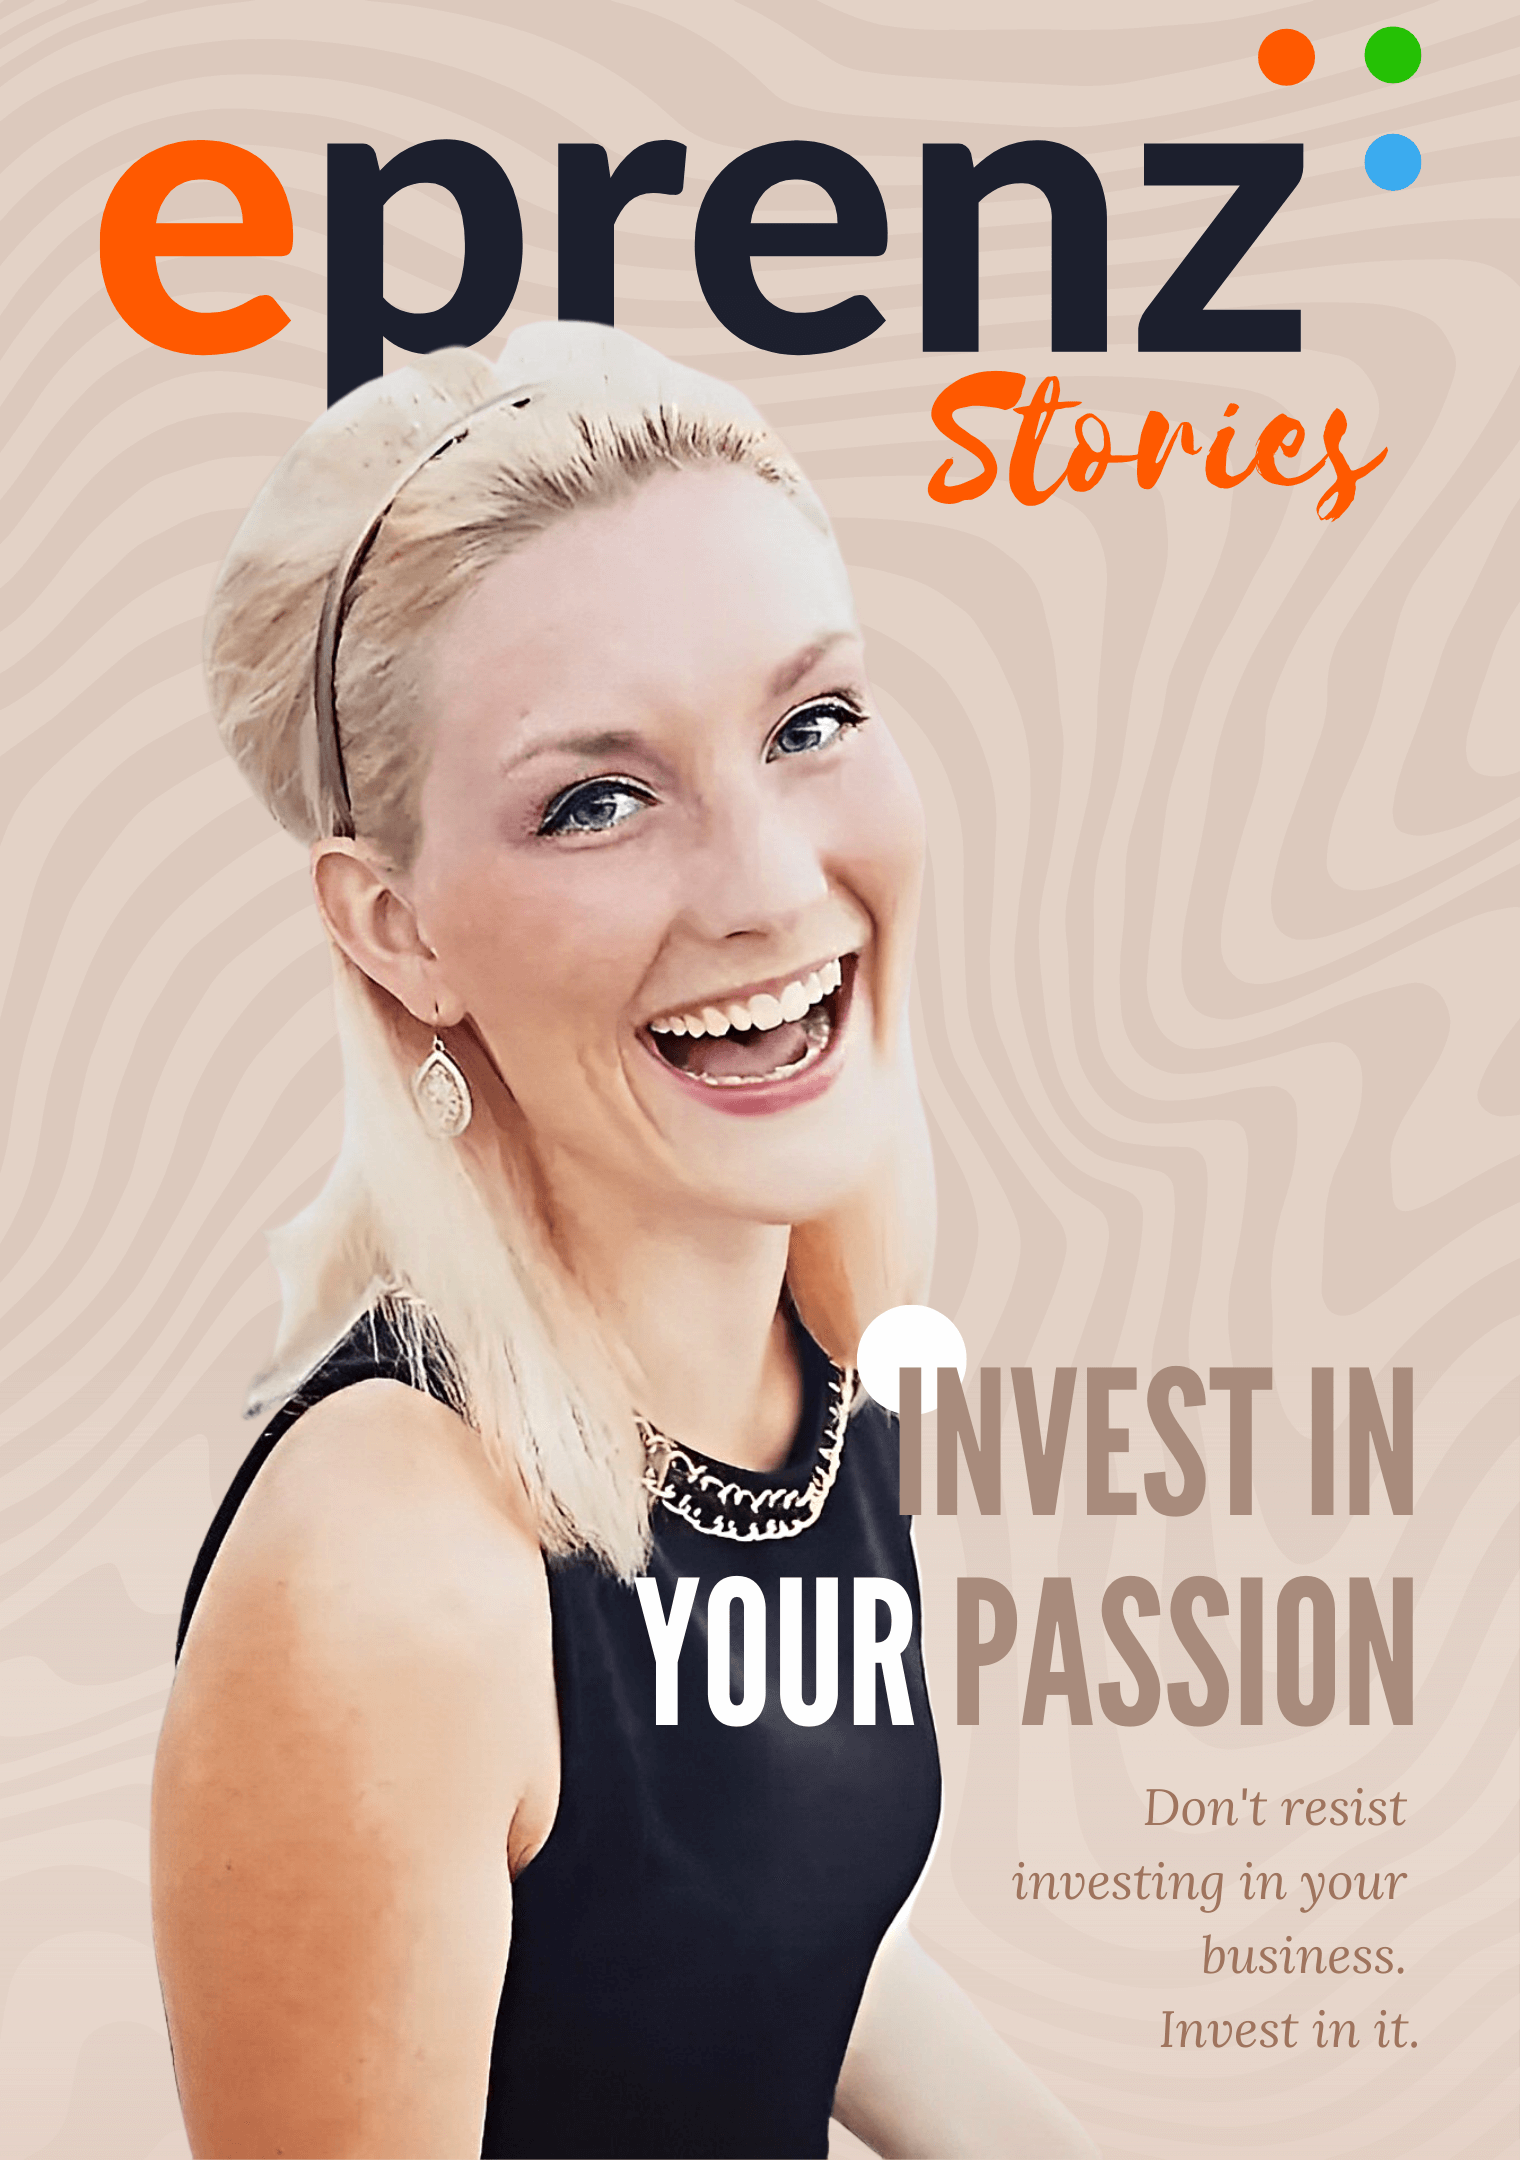 eprenz
Stories
INVEST IN
YOUR PASSION
Don't resist
investing in your
business.
Invest in it.